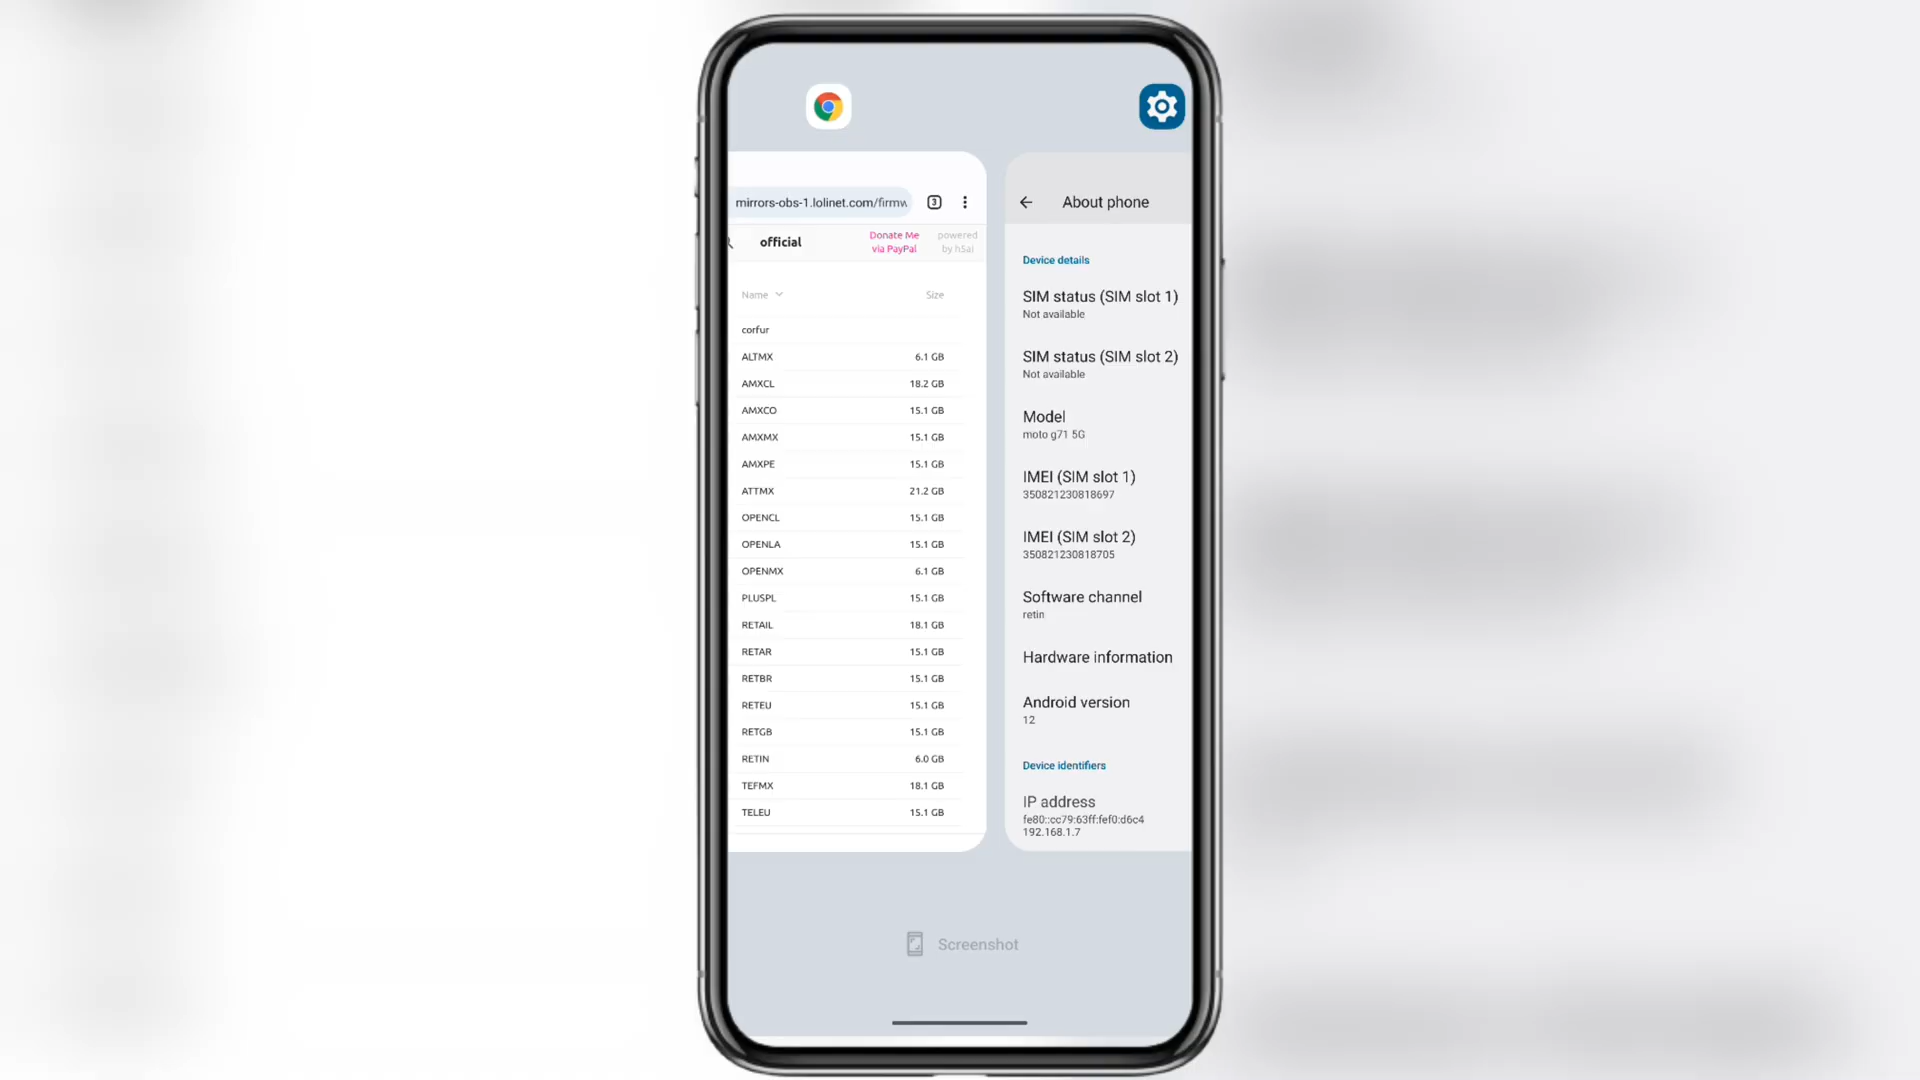 mirrors-obs-1.lolinet.com/firmw
3
official
Donate Me
via PayPal
powered
by h5ai
Name
Size
corfur
ALTMX 6.1 GB
AMXCL 18.2 GB
AMXCO 15.1 GB
AMXMX 15.1 GB
AMXPE 15.1 GB
ATTMX 21.2 GB
OPENCL 15.1 GB
OPENLA 15.1 GB
OPENMX 6.1 GB
PLUSPL 15.1 GB
RETAIL 18.1 GB
RETAR 15.1 GB
RETBR 15.1 GB
RETEU 15.1 GB
RETGB 15.1 GB
RETIN 6.0 GB
TEFMX 18.1 GB
TELEU 15.1 GB
About phone
Device details
SIM status (SIM slot 1)
Not available
SIM status (SIM slot 2)
Not available
Model
moto g71 5G
IMEI (SIM slot 1)
350821230818697
IMEI (SIM slot 2)
350821230818705
Software channel
retin
Hardware information
Android version
12
Device identifiers
IP address
fe80::cc79:63ff:fef0:d6c4
192.168.1.7
Screenshot